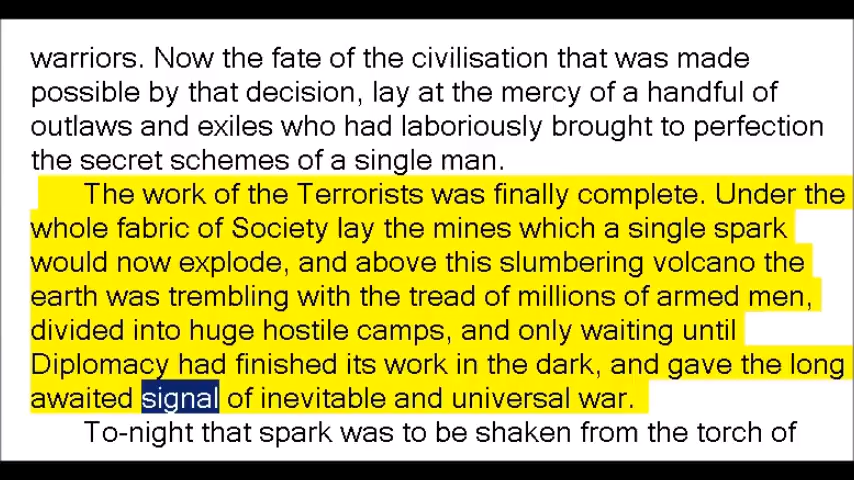 warriors. Now the fate of the civilisation that was made
possible by that decision, lay at the mercy of a handful of
outlaws and exiles who had laboriously brought to perfection
the secret schemes of a single man.
The work of the Terrorists was finally complete. Under the
whole fabric of Society lay the mines which a single spark
would now explode, and above this slumbering volcano the
earth was trembling with the tread of millions of armed men,
divided into huge hostile camps, and only waiting until
Diplomacy had finished its work in the dark, and gave the long
awaited signal of inevitable and universal war.
To-night that spark was to be shaken from the torch of